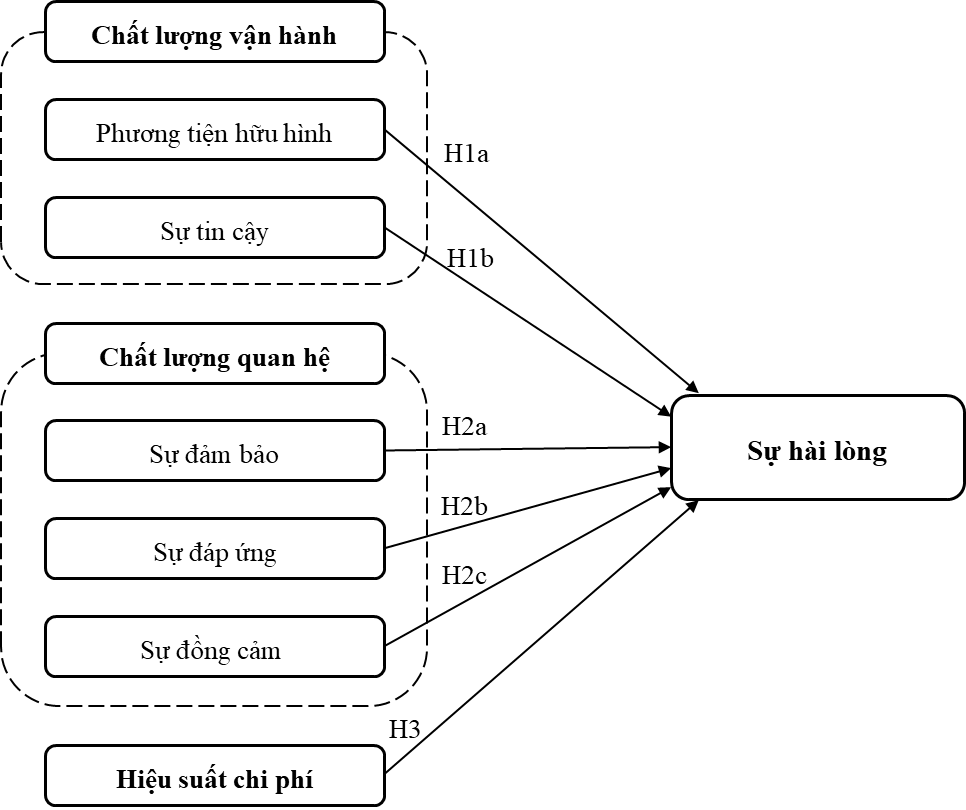 Chất lượng vận hành
Phương tiện hữu hình
H1a
Sự tin cậy
H1b
Chất lượng quan hệ
Sự đảm bảo
H2a
Sự hài lòng
Sự đáp ứng
H2b
Sự đồng cảm
H2c
H3
Hiệu suất chi phí